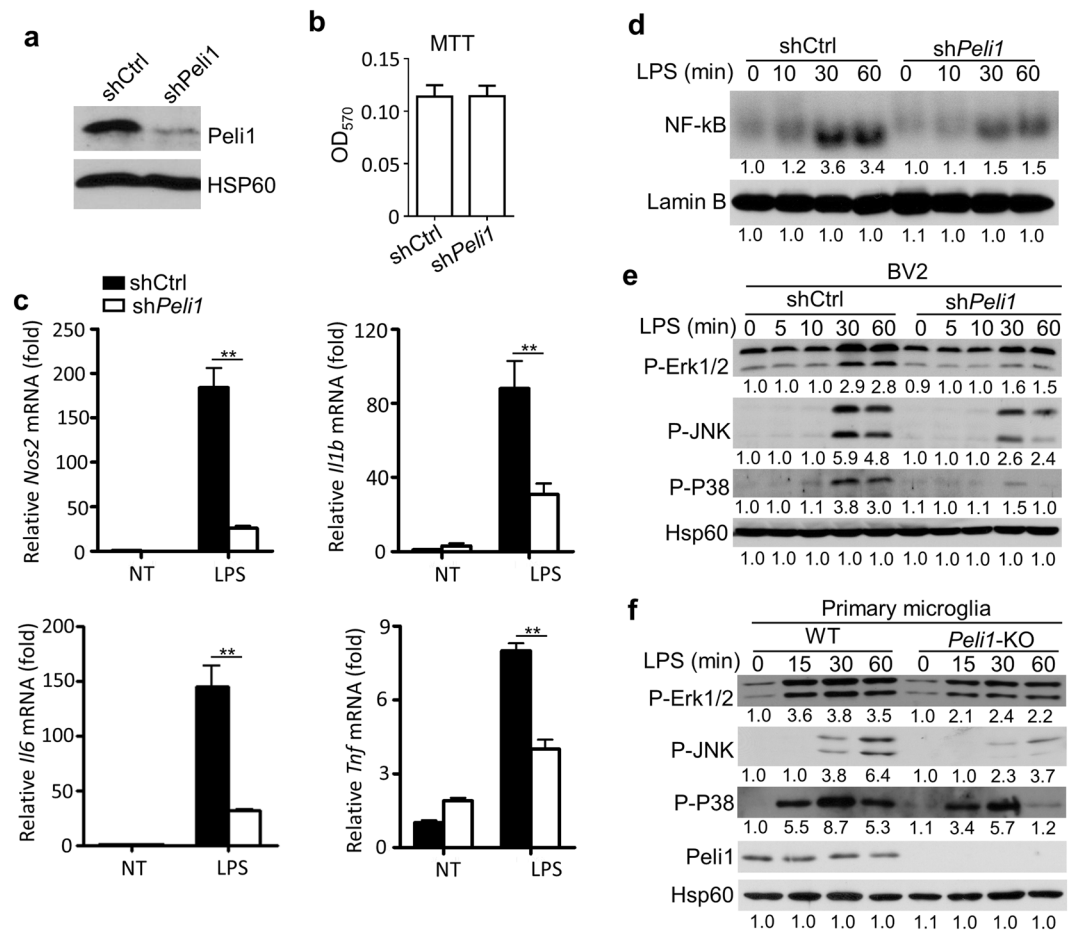 a
shCtrl
shPeli1
Peli1
HSP60
b
MTT
OD570
0.15
0.10
0.05
0
shCtrl
shPeli1
c
shCtrl
shPeli1
Relative Nos2 mRNA (fold)
250
200
150
100
50
0
**
NT LPS
Relative Il1b mRNA (fold)
120
80
40
0
**
NT LPS
Relative Il6 mRNA (fold)
200
150
100
50
0
**
NT LPS
Relative Tnf mRNA (fold)
9
6
3
0
**
NT LPS
d
shCtrl shPeli1
LPS (min) 0 10 30 60 0 10 30 60
NF-kB
1.0 1.2 3.6 3.4 1.0 1.1 1.5 1.5
Lamin B
1.0 1.0 1.0 1.0 1.1 1.0 1.0 1.0
e
BV2
shCtrl shPeli1
LPS (min) 0 5 10 30 60 0 5 10 30 60
P-Erk1/2
1.0 1.0 1.0 2.9 2.8 0.9 1.0 1.0 1.6 1.5
P-JNK
1.0 1.0 1.0 5.9 4.8 1.0 1.0 1.0 2.6 2.4
P-P38
1.0 1.0 1.1 3.8 3.0 1.1 1.0 1.1 1.5 1.0
Hsp60
1.0 1.0 1.0 1.0 1.0 1.0 1.0 1.0 1.0 1.0
f
Primary microglia
WT Peli1-KO
LPS (min) 0 15 30 60 0 15 30 60
P-Erk1/2
1.0 3.6 3.8 3.5 1.0 2.1 2.4 2.2
P-JNK
1.0 1.0 3.8 6.4 1.0 1.0 2.3 3.7
P-P38
1.0 5.5 8.7 5.3 1.1 3.4 5.7 1.2
Peli1
Hsp60
1.0 1.0 1.0 1.0 1.1 1.0 1.0 1.0